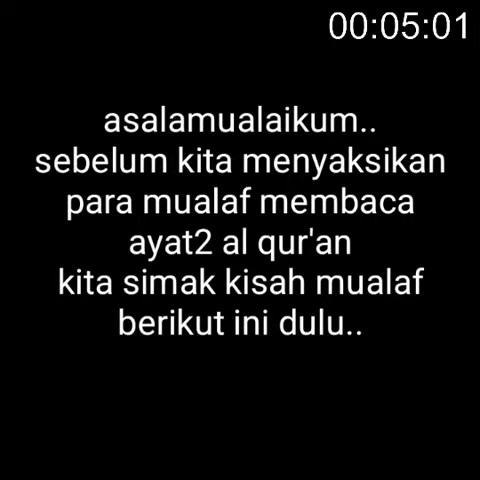 00:05:01
asalamualaikum..
sebelum kita menyaksikan
para mualaf membaca
ayat2 al qur'an
kita simak kisah mualaf
berikut ini dulu..